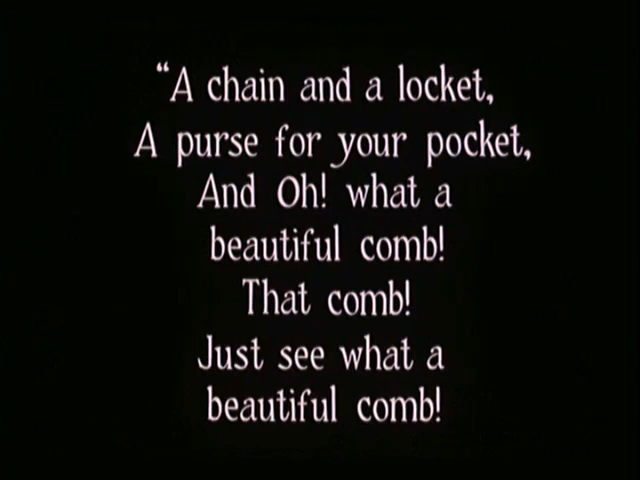 “A chain and a locket,
A purse for your pocket,
And Oh! what a
beautiful comb!
That comb!
Just see what a
beautiful comb!